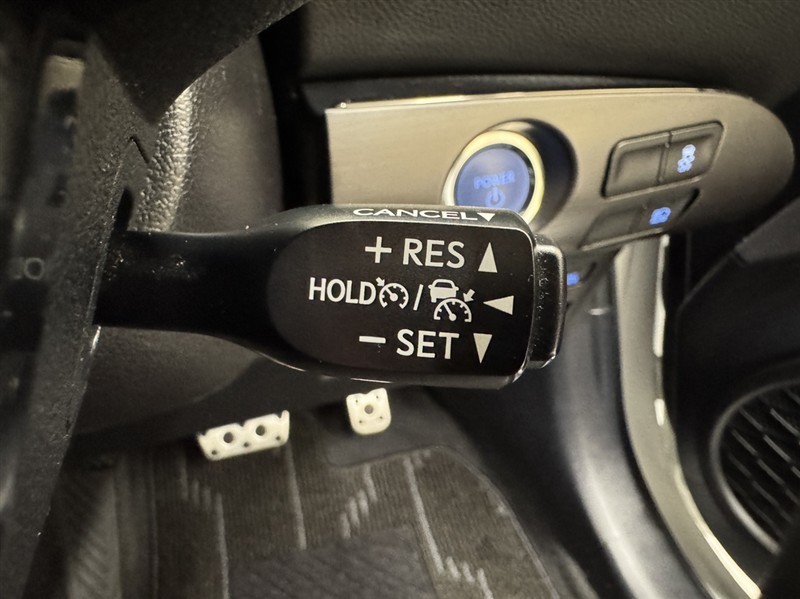 POWER
CANCEL▼
+ RES ▲
HOLD / ◀
− SET ▼